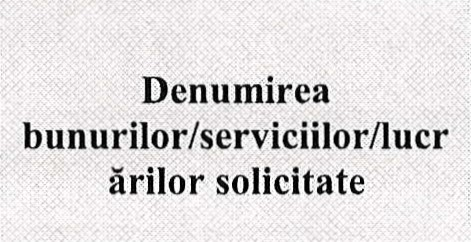 Denumirea
bunurilor/serviciilor/lucr
ărilor solicitate